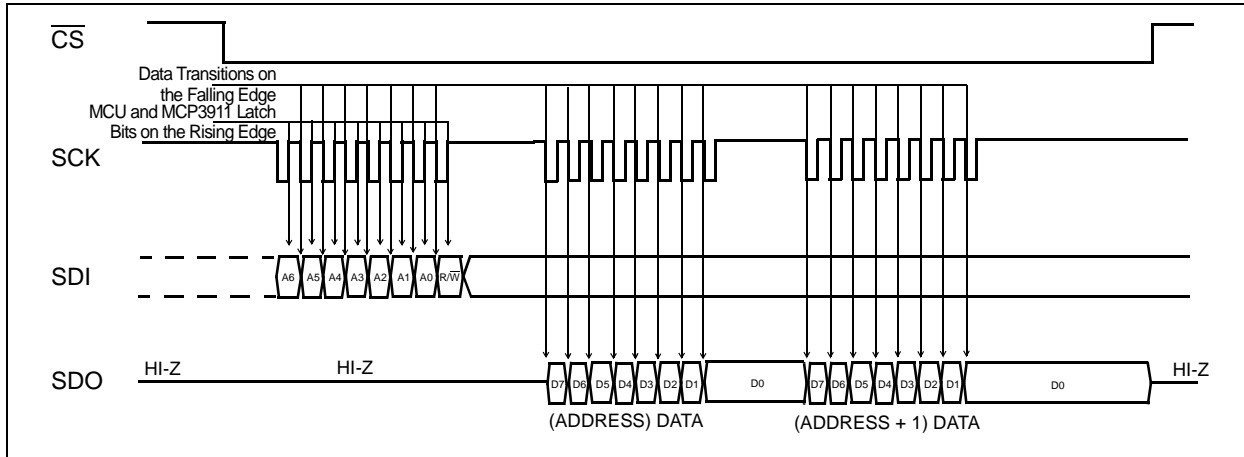 CS
Data Transitions on
the Falling Edge
MCU and MCP3911 Latch
Bits on the Rising Edge
SCK
SDI
A6 A5 A4 A3 A2 A1 A0 R/W
SDO
HI-Z HI-Z HI-Z
D7 D6 D5 D4 D3 D2 D1 D0 D7 D6 D5 D4 D3 D2 D1 D0
(ADDRESS) DATA (ADDRESS + 1) DATA